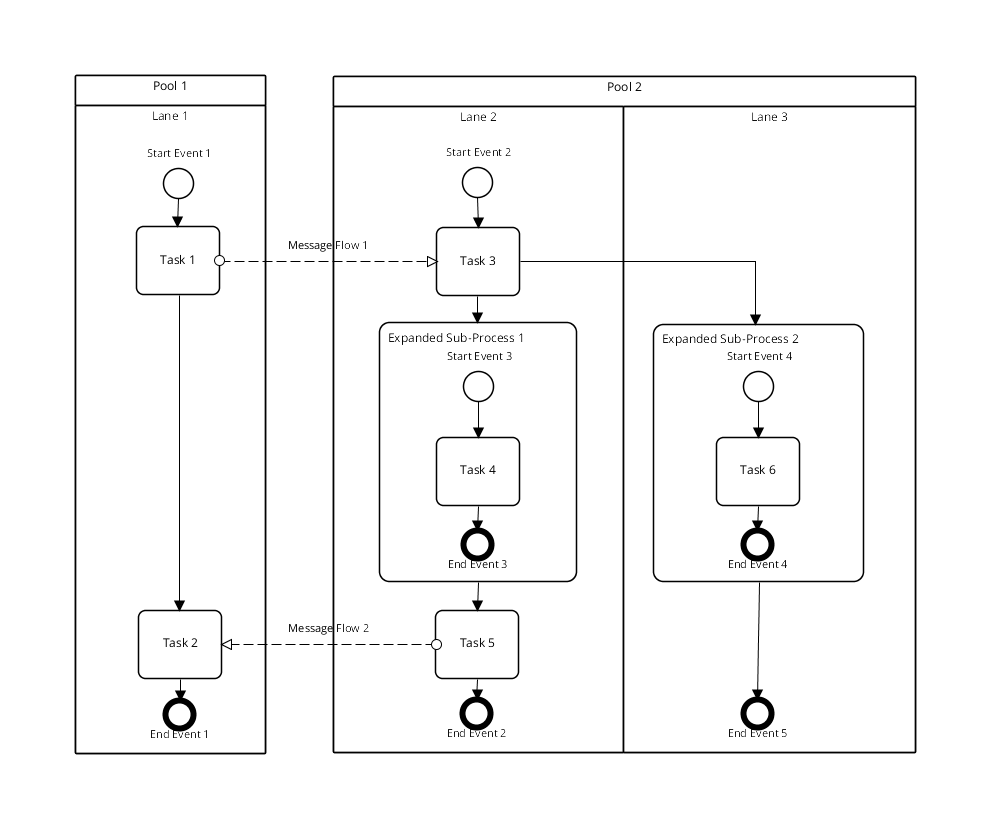 Pool 1
Lane 1
Start Event 1
Task 1
Task 2
End Event 1
Message Flow 1
Message Flow 2
Pool 2
Lane 2
Start Event 2
Task 3
Expanded Sub-Process 1
Start Event 3
Task 4
End Event 3
Task 5
End Event 2
Lane 3
Expanded Sub-Process 2
Start Event 4
Task 6
End Event 4
End Event 5